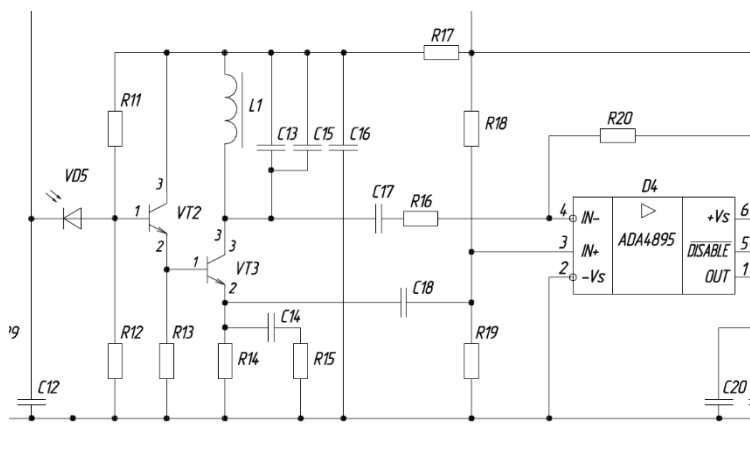 R17
R11
L1
C13
C15
C16
R18
R20
VD5
3
1
VT2
2
C17
R16
D4
4
IN-
ADA4895
+Vs
6
3
IN+
DISABLE
5
2
-Vs
OUT
1
3
3
1
VT3
2
C18
C14
R12
R13
R14
R15
R19
C12
C20